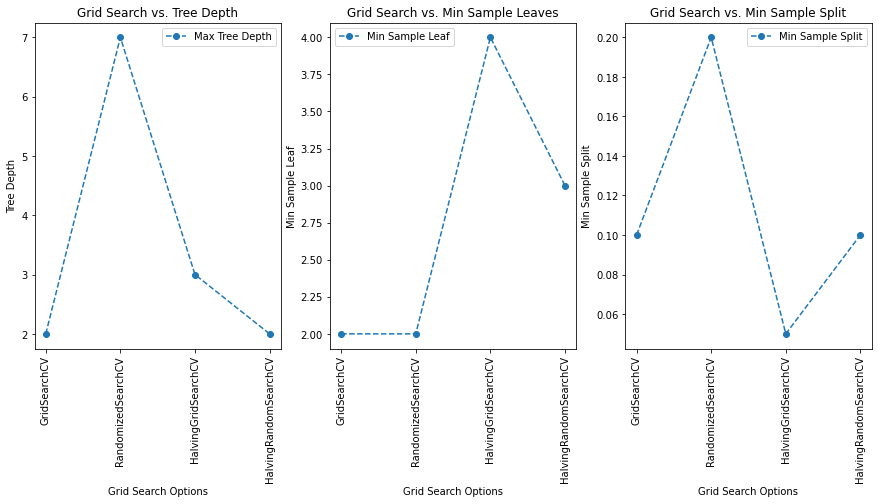 Grid Search vs. Tree Depth
Max Tree Depth
Tree Depth
7
6
5
4
3
2
GridSearchCV
RandomizedSearchCV
HalvingGridSearchCV
HalvingRandomSearchCV
Grid Search Options
Grid Search vs. Min Sample Leaves
Min Sample Leaf
Min Sample Leaf
4.00
3.75
3.50
3.25
3.00
2.75
2.50
2.25
2.00
GridSearchCV
RandomizedSearchCV
HalvingGridSearchCV
HalvingRandomSearchCV
Grid Search Options
Grid Search vs. Min Sample Split
Min Sample Split
Min Sample Split
0.20
0.18
0.16
0.14
0.12
0.10
0.08
0.06
GridSearchCV
RandomizedSearchCV
HalvingGridSearchCV
HalvingRandomSearchCV
Grid Search Options